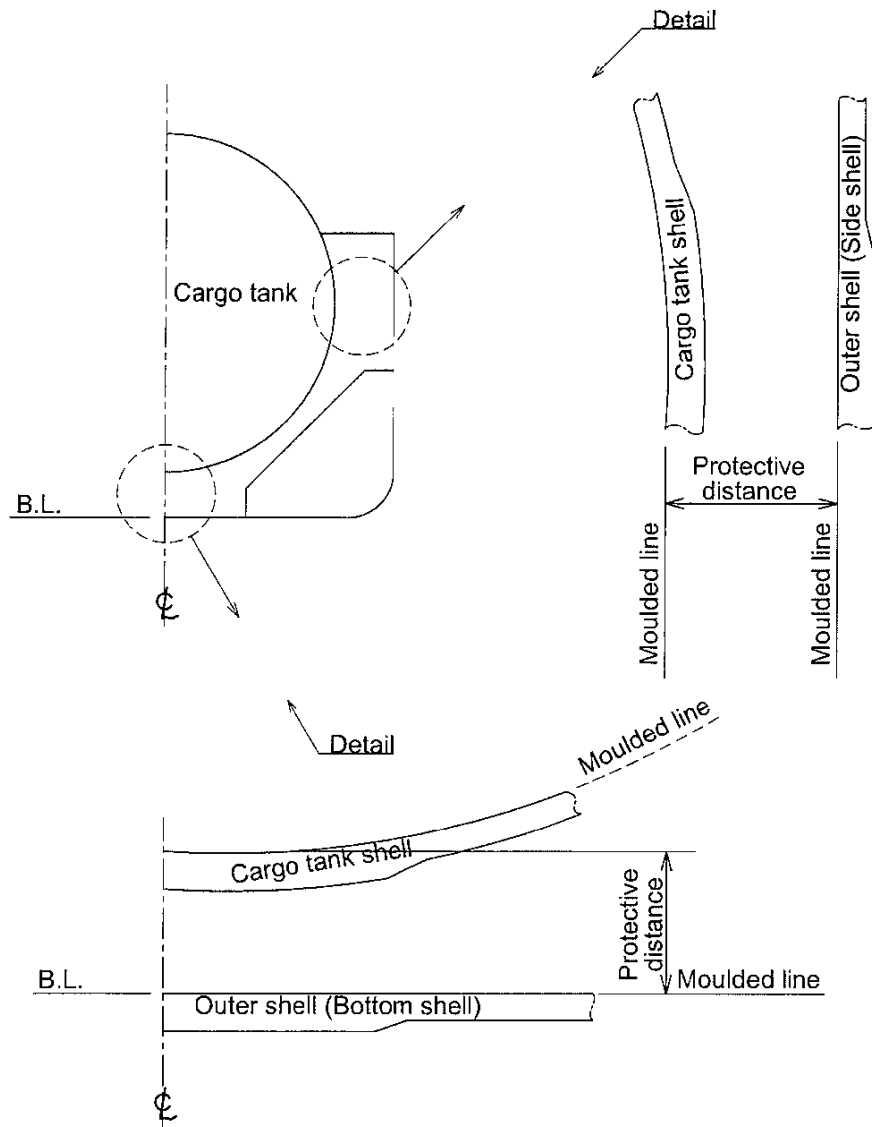 Detail
Cargo tank
B.L.
℄
Cargo tank shell
Outer shell (Side shell)
Protective
distance
Moulded line
Moulded line
Detail
Moulded line
Cargo tank shell
Protective
distance
B.L.
Moulded line
Outer shell (Bottom shell)
℄